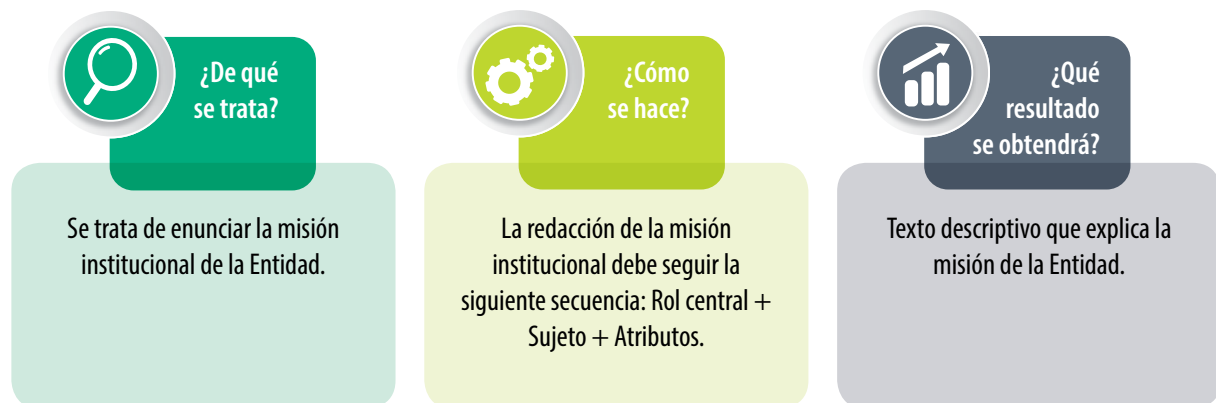 ¿De qué
se trata?
Se trata de enunciar la misión
institucional de la Entidad.
¿Cómo
se hace?
La redacción de la misión
institucional debe seguir la
siguiente secuencia: Rol central +
Sujeto + Atributos.
¿Qué
resultado
se obtendrá?
Texto descriptivo que explica la
misión de la Entidad.